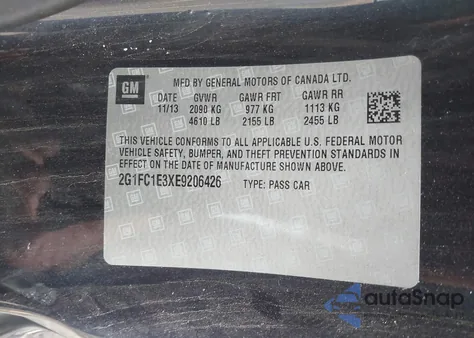 GM
MFD BY GENERAL MOTORS OF CANADA LTD.
DATE GVWR GAWR FRT GAWR RR
11/13 2090 KG 977 KG 1113 KG
4610 LB 2155 LB 2455 LB
THIS VEHICLE CONFORMS TO ALL APPLICABLE U.S. FEDERAL MOTOR
VEHICLE SAFETY, BUMPER, AND THEFT PREVENTION STANDARDS IN
EFFECT ON THE DATE OF MANUFACTURE SHOWN ABOVE.
2G1FC1E3XE9206426 TYPE: PASS CAR
autoSnap